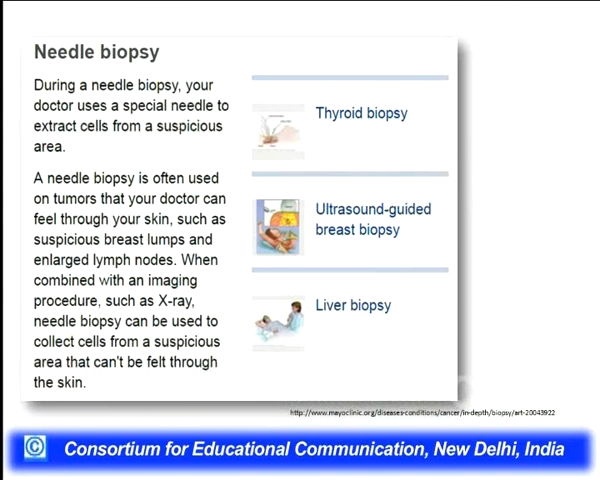 Needle biopsy
During a needle biopsy, your
doctor uses a special needle to
extract cells from a suspicious
area.
A needle biopsy is often used
on tumors that your doctor can
feel through your skin, such as
suspicious breast lumps and
enlarged lymph nodes. When
combined with an imaging
procedure, such as X-ray,
needle biopsy can be used to
collect cells from a suspicious
area that can't be felt through
the skin.
Thyroid biopsy
Ultrasound-guided
breast biopsy
Liver biopsy
http://www.mayoclinic.org/diseases-conditions/cancer/in-depth/biopsy/art-20043922
© Consortium for Educational Communication, New Delhi, India